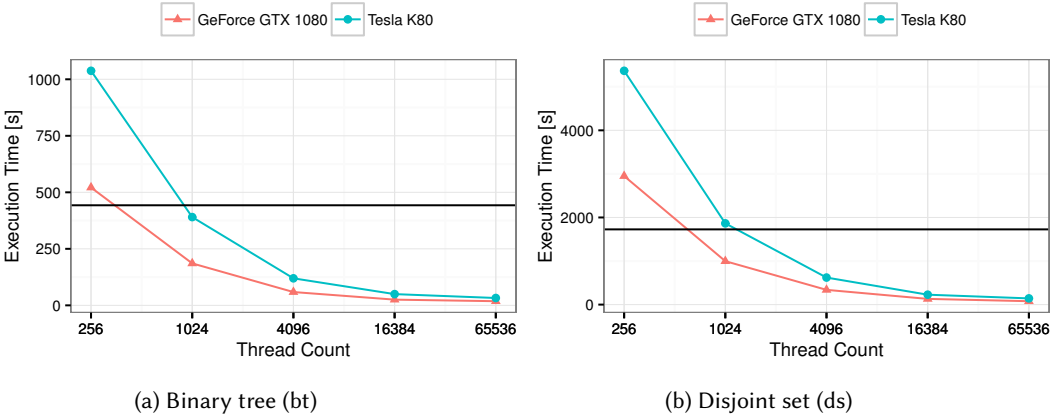 GeForce GTX 1080 Tesla K80
Execution Time [s]
1000
750
500
250
0
256 1024 4096 16384 65536
Thread Count
(a) Binary tree (bt)
GeForce GTX 1080 Tesla K80
Execution Time [s]
4000
2000
0
256 1024 4096 16384 65536
Thread Count
(b) Disjoint set (ds)